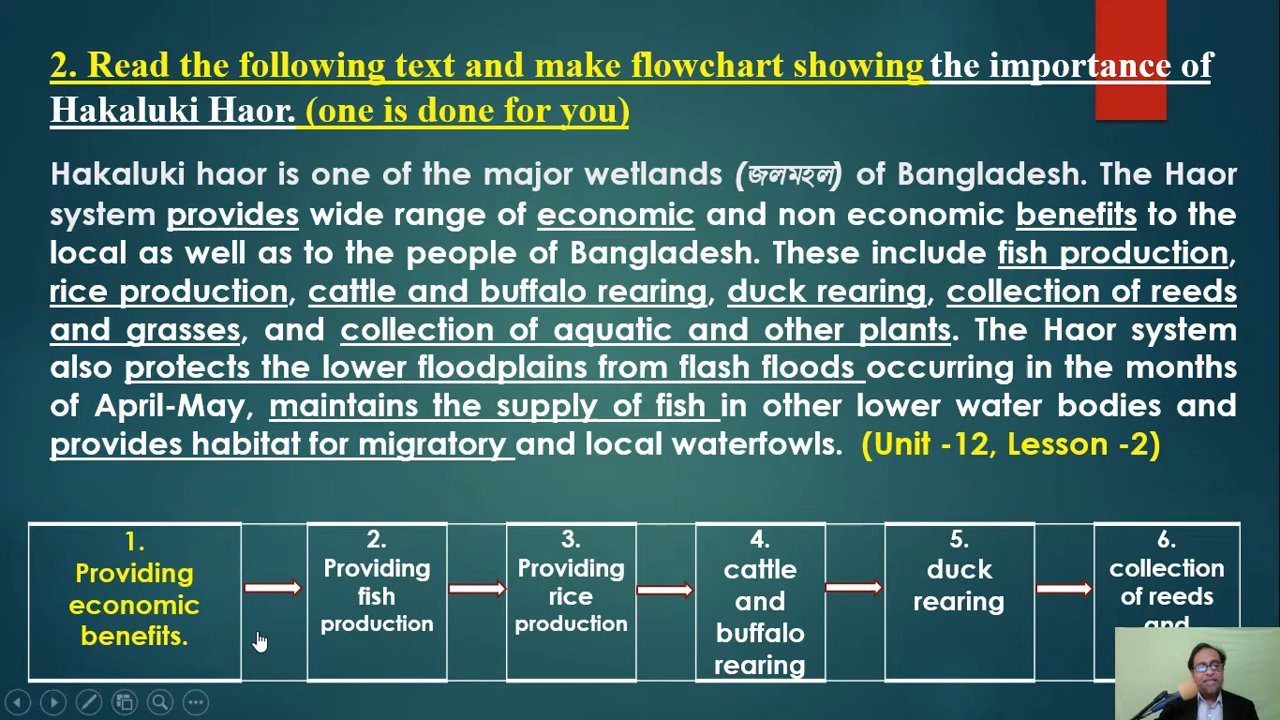 2. Read the following text and make flowchart showing the importance of
Hakaluki Haor. (one is done for you)
Hakaluki haor is one of the major wetlands (জলমহল) of Bangladesh. The Haor
system provides wide range of economic and non economic benefits to the
local as well as to the people of Bangladesh. These include fish production,
rice production, cattle and buffalo rearing, duck rearing, collection of reeds
and grasses, and collection of aquatic and other plants. The Haor system
also protects the lower floodplains from flash floods occurring in the months
of April-May, maintains the supply of fish in other lower water bodies and
provides habitat for migratory and local waterfowls. (Unit -12, Lesson -2)
1.
Providing
economic
benefits.
2.
Providing
fish
production
3.
Providing
rice
production
4.
cattle
and
buffalo
rearing
5.
duck
rearing
6.
collection
of reeds
and